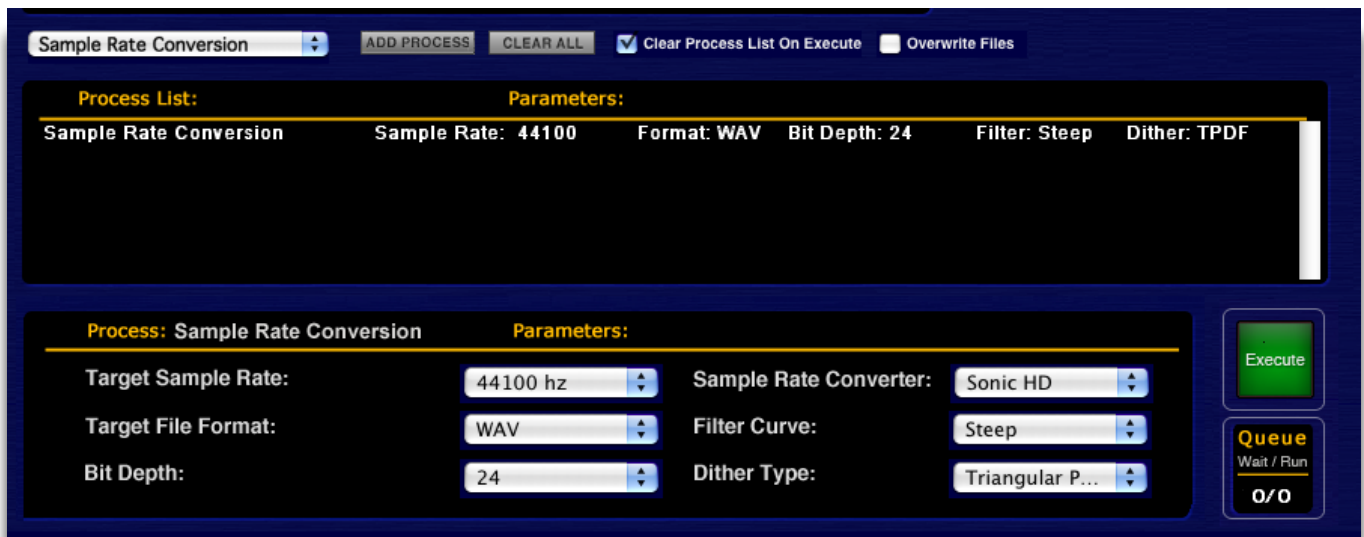 Sample Rate Conversion ADD PROCESS CLEAR ALL Clear Process List On Execute Overwrite Files
Process List: Parameters:
Sample Rate Conversion Sample Rate: 44100 Format: WAV Bit Depth: 24 Filter: Steep Dither: TPDF
Process: Sample Rate Conversion Parameters:
Target Sample Rate: 44100 hz Sample Rate Converter: Sonic HD
Target File Format: WAV Filter Curve: Steep
Bit Depth: 24 Dither Type: Triangular P...
Execute
Queue
Wait / Run
0/0